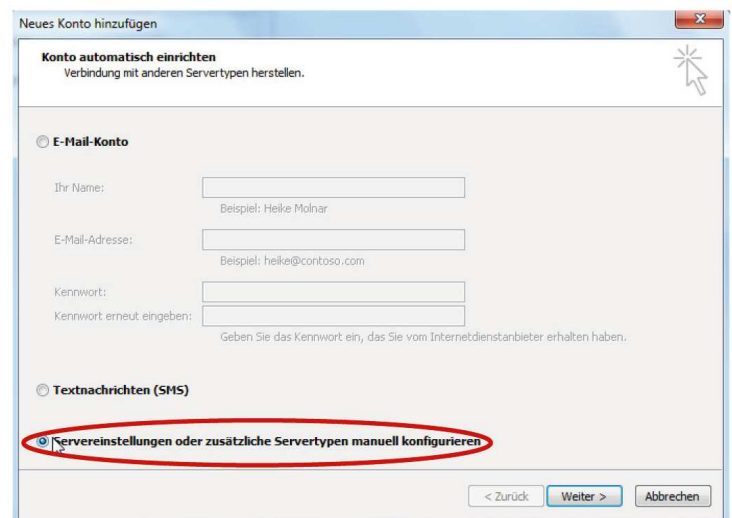 Neues Konto hinzufügen
Konto automatisch einrichten
Verbindung mit anderen Servertypen herstellen.
E-Mail-Konto
Ihr Name:
Beispiel: Heike Molnar
E-Mail-Adresse:
Beispiel: heike@contoso.com
Kennwort:
Kennwort erneut eingeben:
Geben Sie das Kennwort ein, das Sie vom Internetdienstanbieter erhalten haben.
Textnachrichten (SMS)
Servereinstellungen oder zusätzliche Servertypen manuell konfigurieren
< Zurück Weiter > Abbrechen